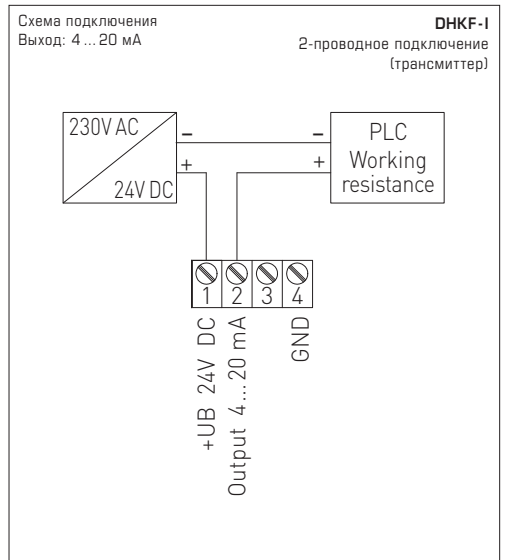 Схема подключения
Выход: 4 ... 20 мА
DHKF-I
2-проводное подключение
(трансмиттер)
230V AC
24V DC
–
+
–
+
PLC
Working
resistance
1
2
3
4
+UB 24V DC
Output 4...20 mA
GND